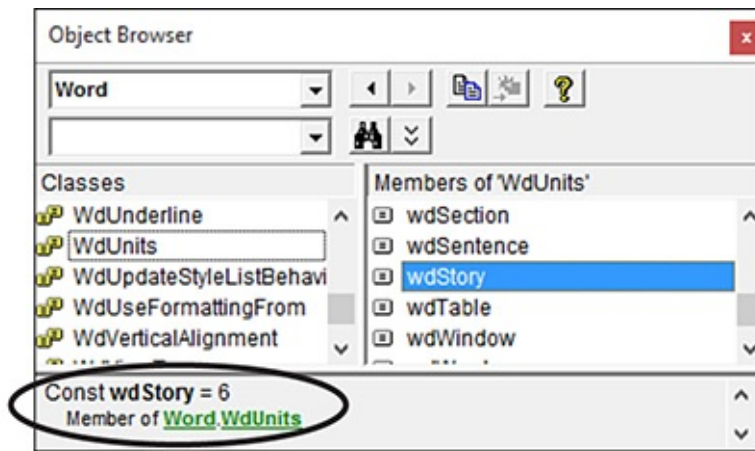 Object Browser
x
Word
?
Classes
Members of 'WdUnits'
WdUnderline
wdSection
WdUnits
wdSentence
WdUpdateStyleListBehavi
wdStory
WdUseFormattingFrom
wdTable
WdVerticalAlignment
wdWindow
Const wdStory = 6
Member of Word.WdUnits